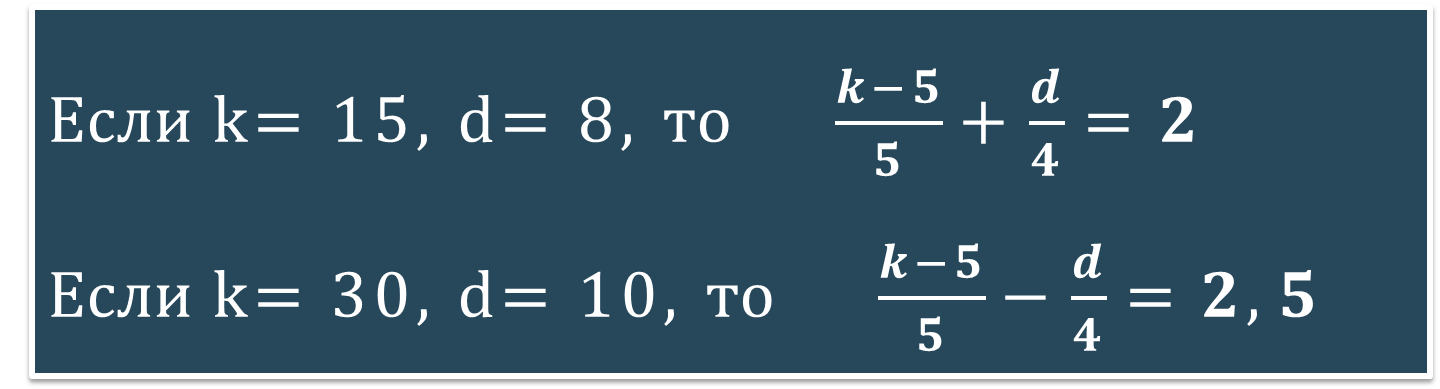 Если k= 15, d= 8, то (k − 5)/5 + d/4 = 2
Если k= 30, d= 10, то (k − 5)/5 − d/4 = 2, 5